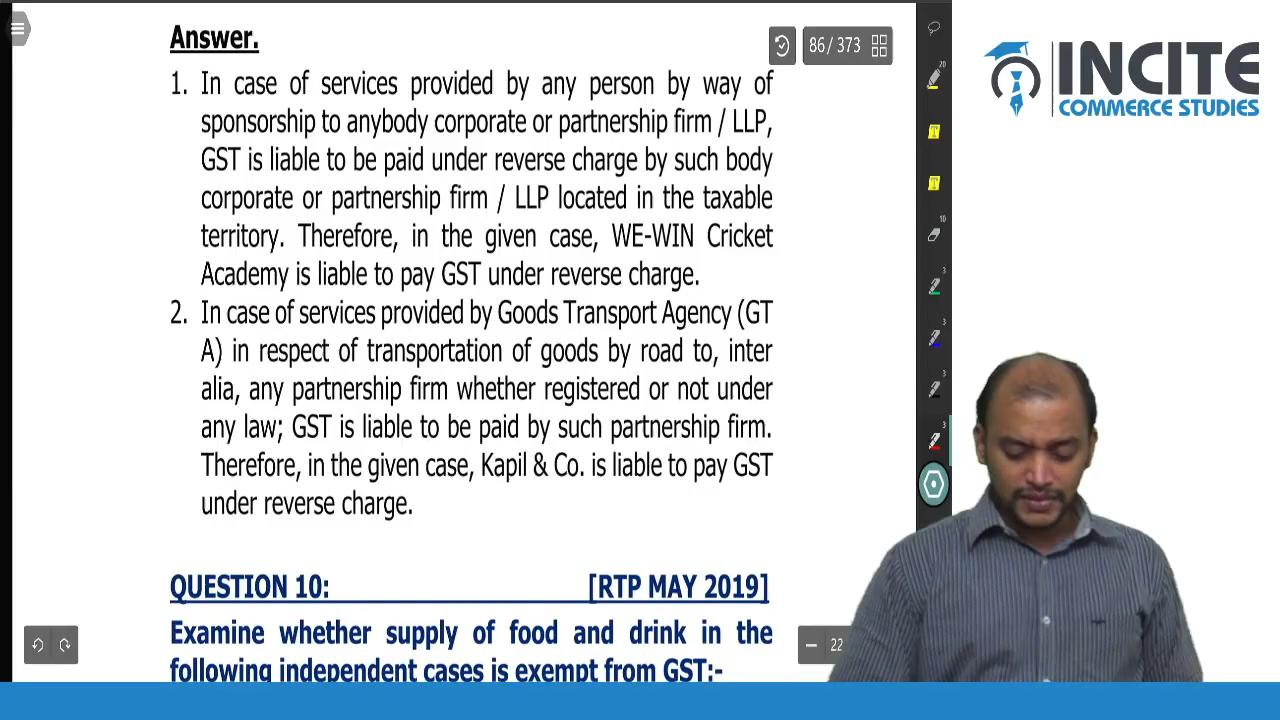 Answer.
86 / 373
20
INCITE
COMMERCE STUDIES
1. In case of services provided by any person by way of
sponsorship to anybody corporate or partnership firm / LLP,
GST is liable to be paid under reverse charge by such body
corporate or partnership firm / LLP located in the taxable
territory. Therefore, in the given case, WE-WIN Cricket
Academy is liable to pay GST under reverse charge.
2. In case of services provided by Goods Transport Agency (GT
A) in respect of transportation of goods by road to, inter
alia, any partnership firm whether registered or not under
any law; GST is liable to be paid by such partnership firm.
Therefore, in the given case, Kapil & Co. is liable to pay GST
under reverse charge.
T
T
10
3
3
3
3
QUESTION 10: [RTP MAY 2019]
Examine whether supply of food and drink in the
following independent cases is exempt from GST:-
22